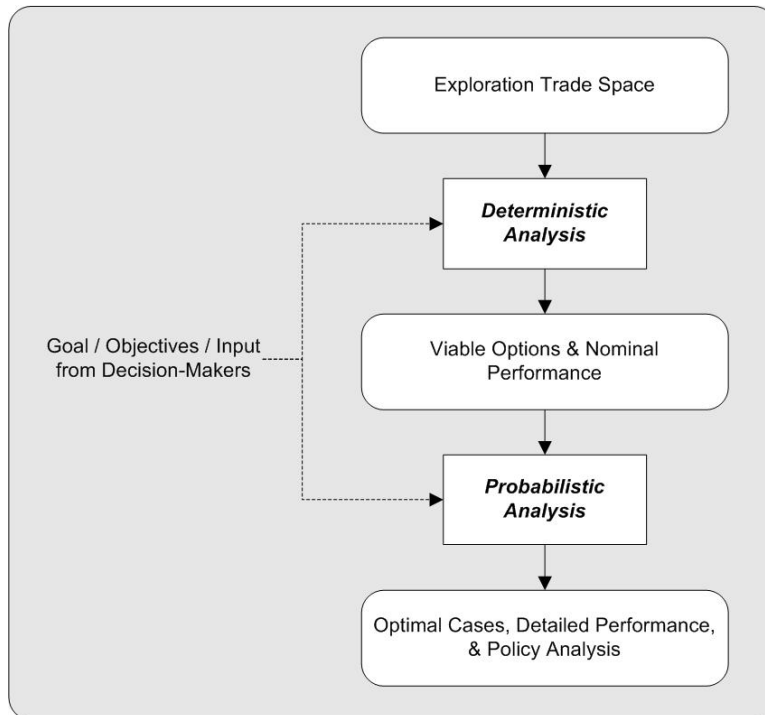 Exploration Trade Space
Deterministic
Analysis
Goal / Objectives / Input
from Decision-Makers
Viable Options & Nominal
Performance
Probabilistic
Analysis
Optimal Cases, Detailed Performance,
& Policy Analysis